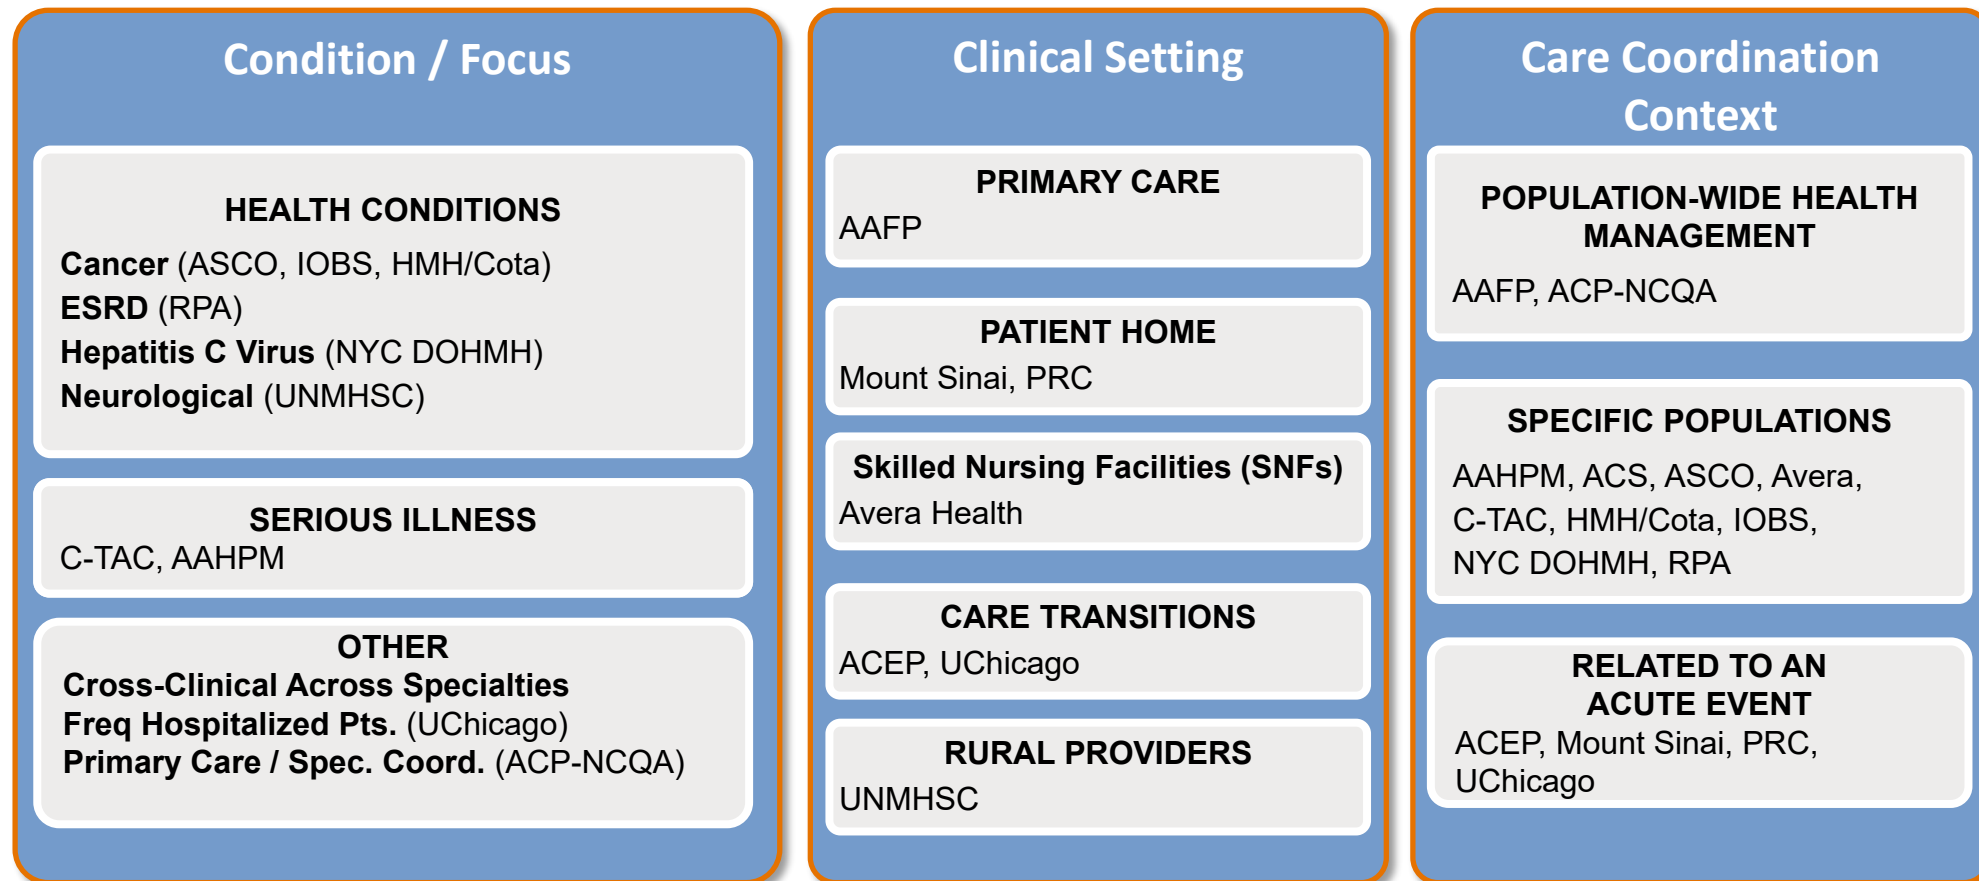 Condition / Focus
HEALTH CONDITIONS
Cancer (ASCO, IOBS, HMH/Cota)
ESRD (RPA)
Hepatitis C Virus (NYC DOHMH)
Neurological (UNMHSC)
SERIOUS ILLNESS
C-TAC, AAHPM
OTHER
Cross-Clinical Across Specialties
Freq Hospitalized Pts. (UChicago)
Primary Care / Spec. Coord. (ACP-NCQA)
Clinical Setting
PRIMARY CARE
AAFP
PATIENT HOME
Mount Sinai, PRC
Skilled Nursing Facilities (SNFs)
Avera Health
CARE TRANSITIONS
ACEP, UChicago
RURAL PROVIDERS
UNMHSC
Care Coordination
Context
POPULATION-WIDE HEALTH
MANAGEMENT
AAFP, ACP-NCQA
SPECIFIC POPULATIONS
AAHPM, ACS, ASCO, Avera,
C-TAC, HMH/Cota, IOBS,
NYC DOHMH, RPA
RELATED TO AN
ACUTE EVENT
ACEP, Mount Sinai, PRC,
UChicago